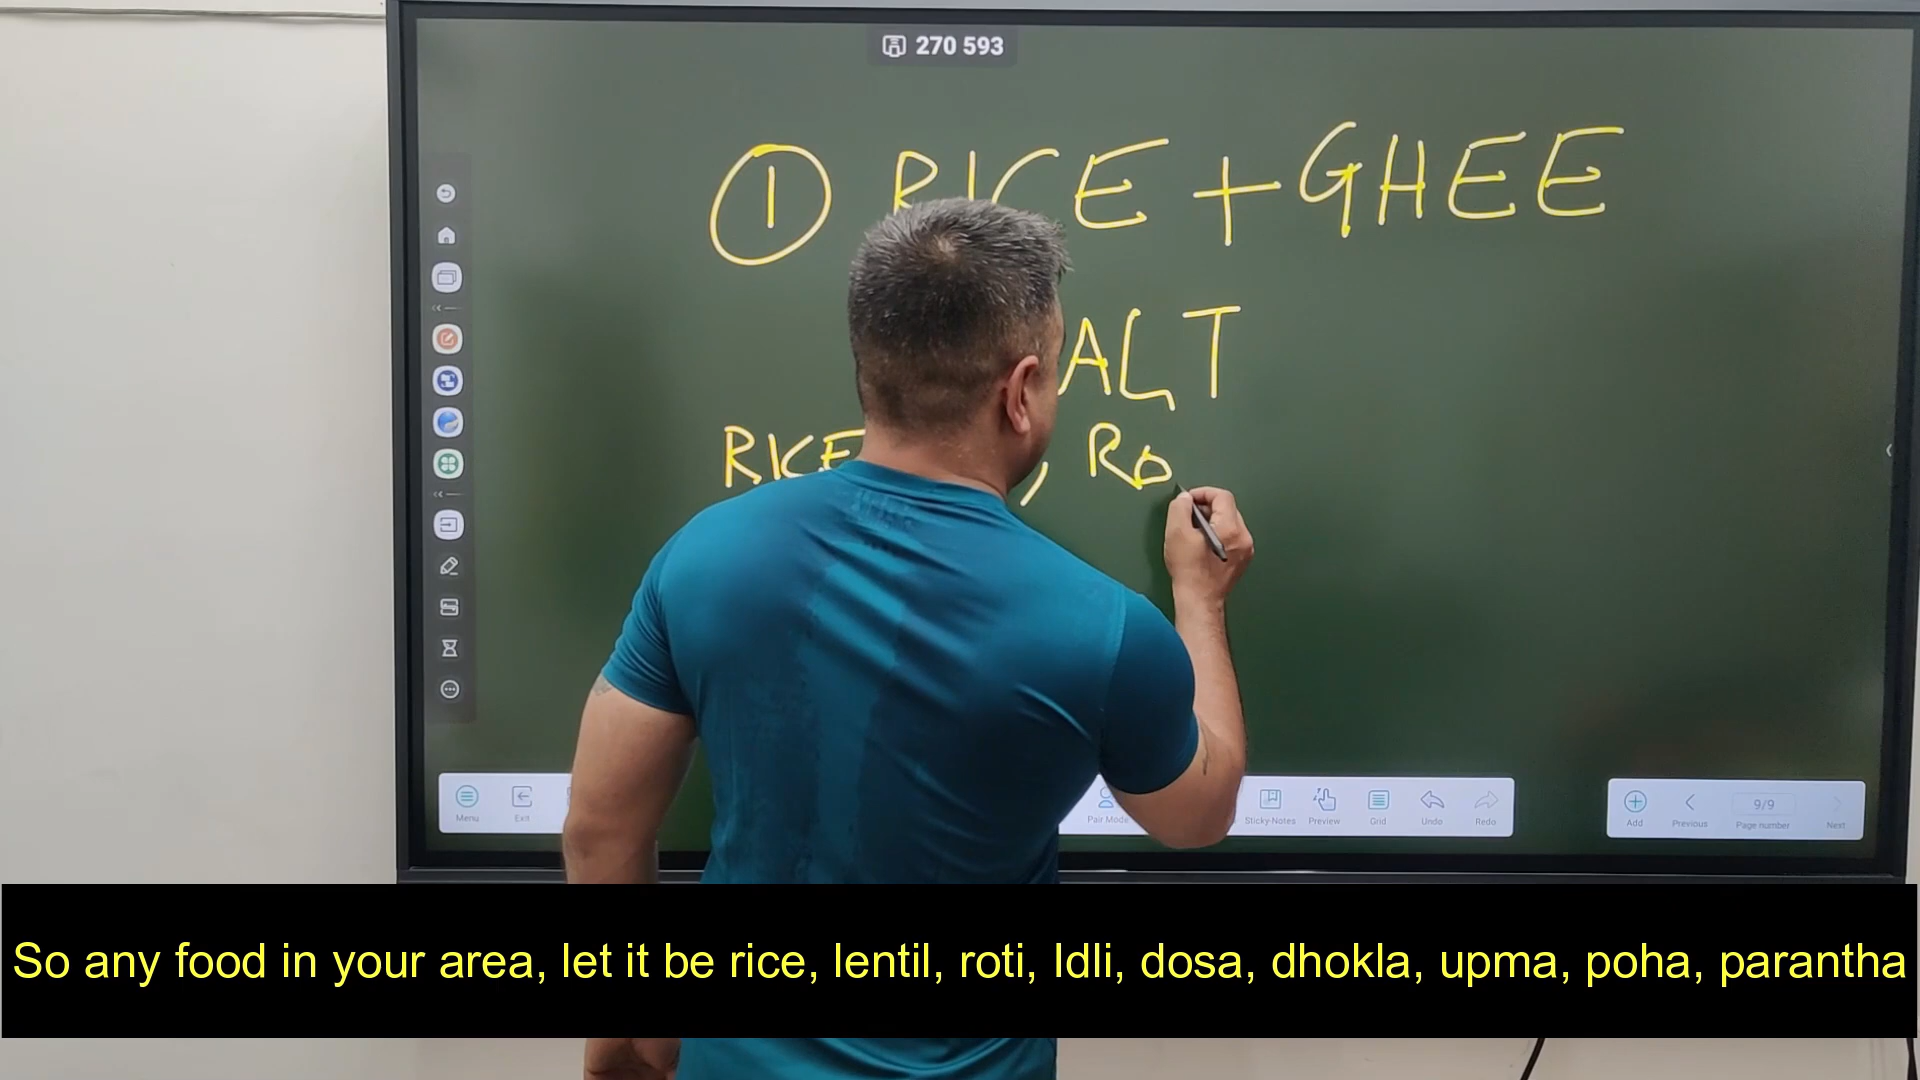 270 593
① RICE + GHEE
ALT
RICE , RO
Menu Exit Pair Mode Sticky-Notes Preview Grid Undo Redo Add Previous 9/9 Page number Next
So any food in your area, let it be rice, lentil, roti, Idli, dosa, dhokla, upma, poha, parantha